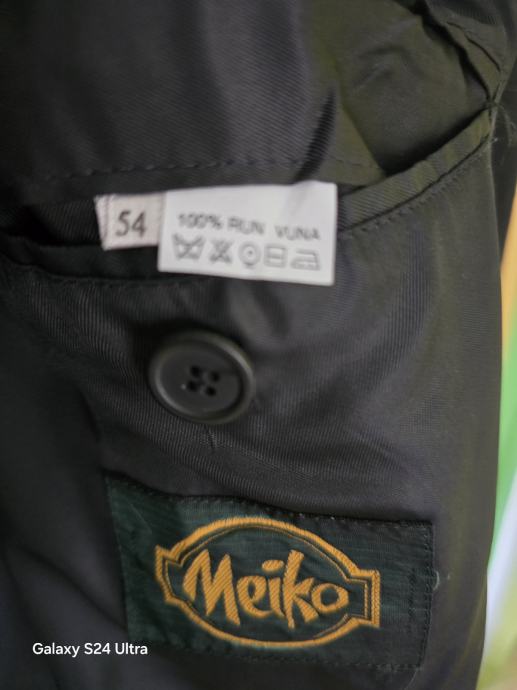 54
100% RUN VUNA
Meiko
Galaxy S24 Ultra